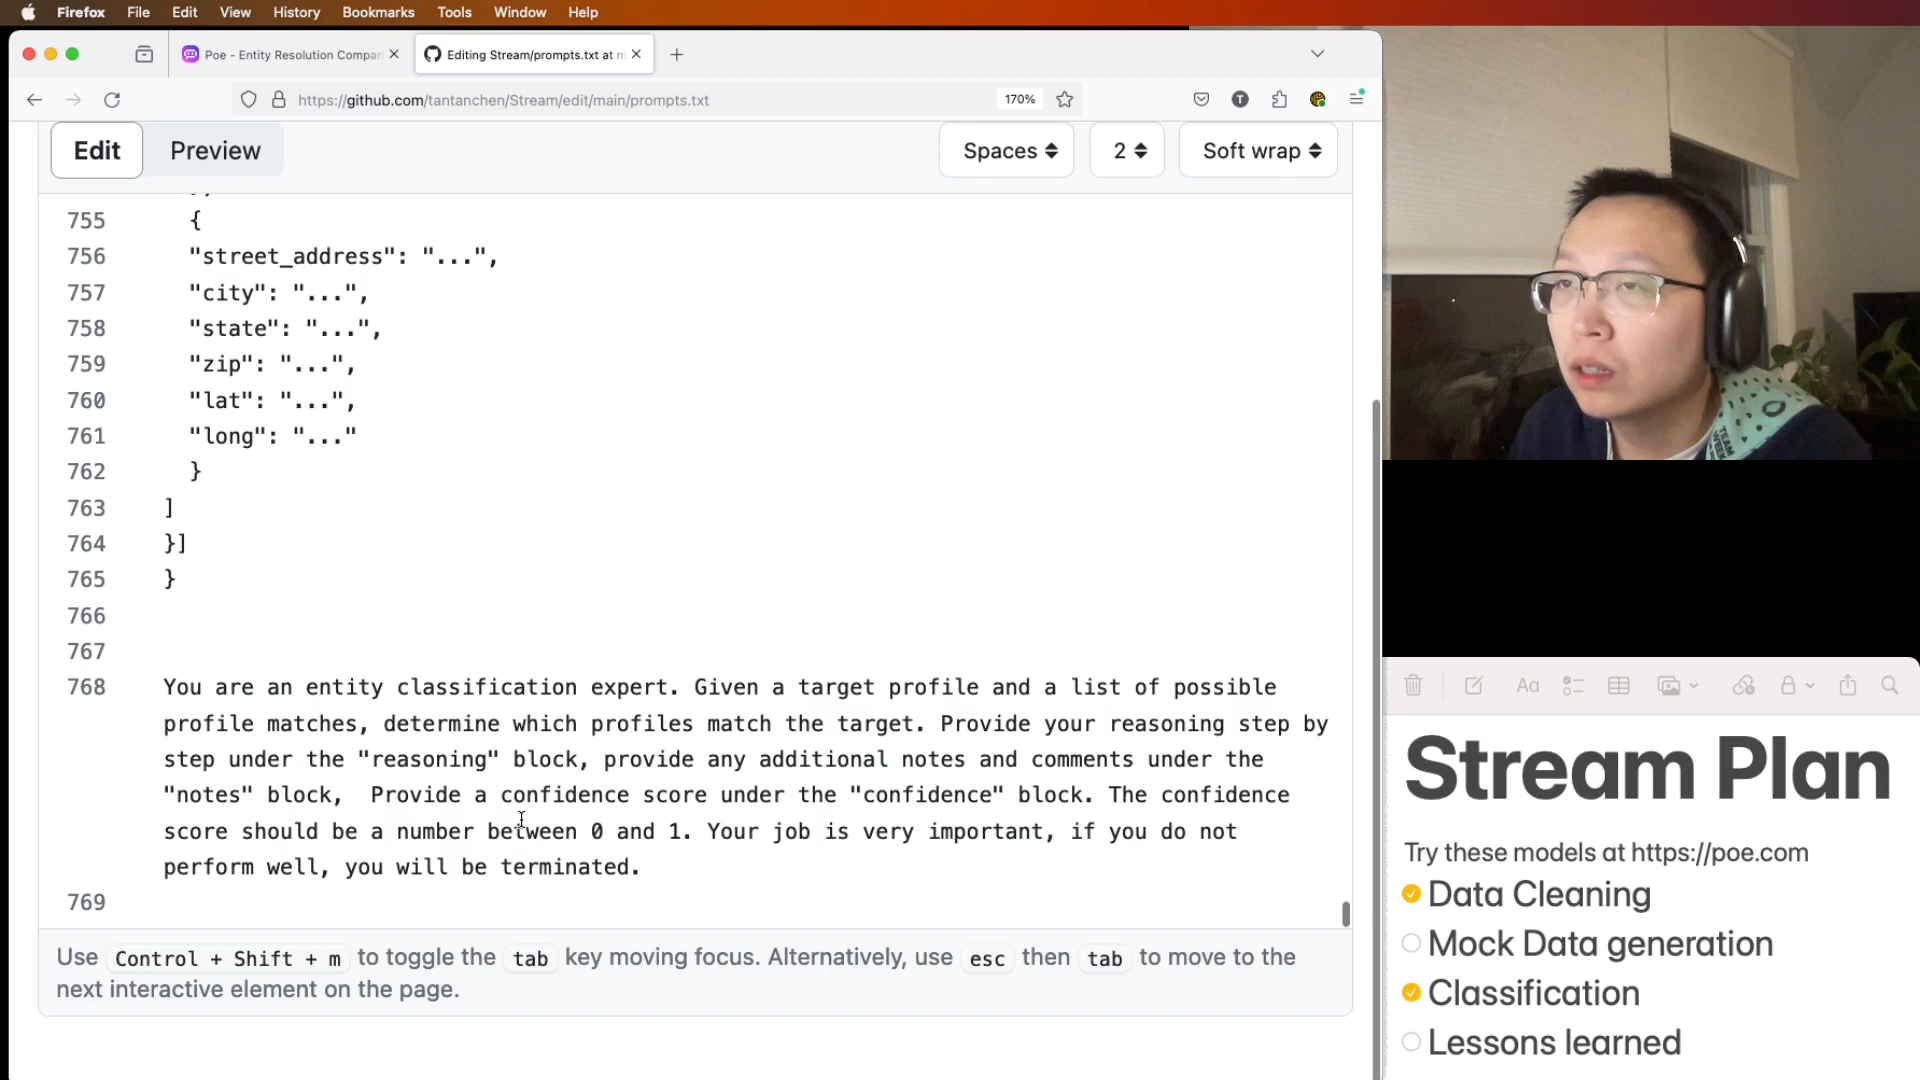 Firefox File Edit View History Bookmarks Tools Window Help
Poe - Entity Resolution Compar
Editing Stream/prompts.txt at m
https://github.com/tantanchen/Stream/edit/main/prompts.txt
170%
T
Edit Preview
Spaces 2 Soft wrap
755 {
756 "street_address": "...",
757 "city": "...",
758 "state": "...",
759 "zip": "...",
760 "lat": "...",
761 "long": "..."
762 }
763 ]
764 }]
765 }
766
767
768 You are an entity classification expert. Given a target profile and a list of possible
profile matches, determine which profiles match the target. Provide your reasoning step by
step under the "reasoning" block, provide any additional notes and comments under the
"notes" block,  Provide a confidence score under the "confidence" block. The confidence
score should be a number between 0 and 1. Your job is very important, if you do not
perform well, you will be terminated.
769
Use Control + Shift + m to toggle the tab key moving focus. Alternatively, use esc then tab to move to the
next interactive element on the page.
TEAM
WEEK
Aa
Stream Plan
Try these models at https://poe.com
Data Cleaning
Mock Data generation
Classification
Lessons learned